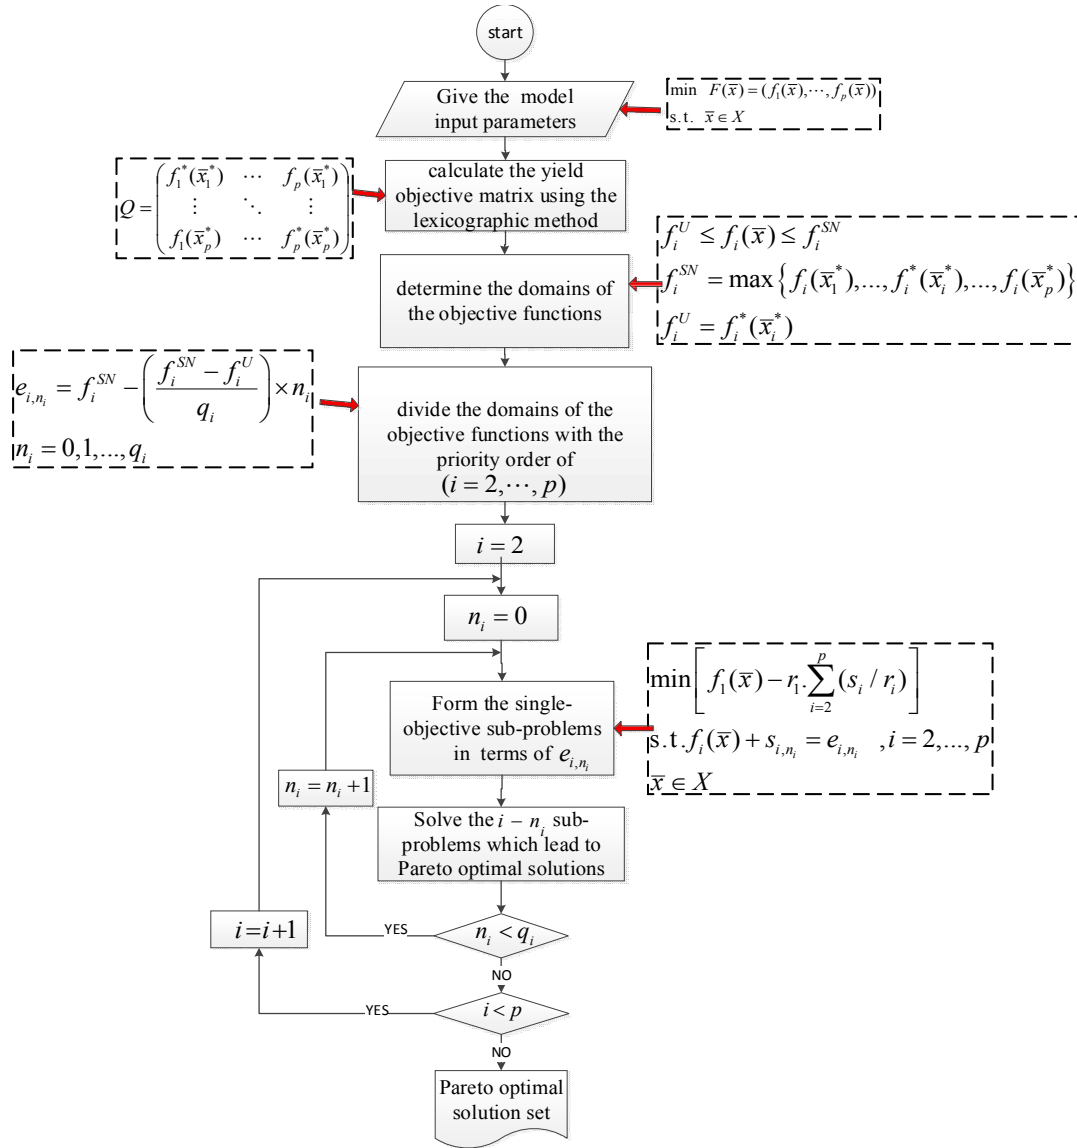 start
Give the model
input parameters
min F(x̄) = (f₁(x̄),⋯,f_p(x̄))
s.t. x̄ ∈ X
calculate the yield
objective matrix using the
lexicographic method
Q = ( f₁*(x̄₁*) ⋯ f_p(x̄₁*)
⋮ ⋱ ⋮
f₁(x̄_p*) ⋯ f_p*(x̄_p*) )
determine the domains of
the objective functions
f_i^U ≤ f_i(x̄) ≤ f_i^SN
f_i^SN = max{f_i(x̄₁*),...,f_i*(x̄_i*),...,f_i(x̄_p*)}
f_i^U = f_i*(x̄_i*)
e_{i,n_i} = f_i^SN − ((f_i^SN − f_i^U) / q_i) × n_i
n_i = 0,1,...,q_i
divide the domains of the
objective functions with the
priority order of
(i = 2,⋯, p)
i = 2
n_i = 0
Form the single-
objective sub-problems
in terms of e_{i,n_i}
min[ f₁(x̄) − r₁.∑_{i=2}^{p}(s_i / r_i) ]
s.t.f_i(x̄) + s_{i,n_i} = e_{i,n_i} ,i = 2,..., p
x̄ ∈ X
n_i = n_i +1
Solve the i − n_i sub-
problems which lead to
Pareto optimal solutions
n_i < q_i
YES
NO
i=i+1
i < p
YES
NO
Pareto optimal
solution set